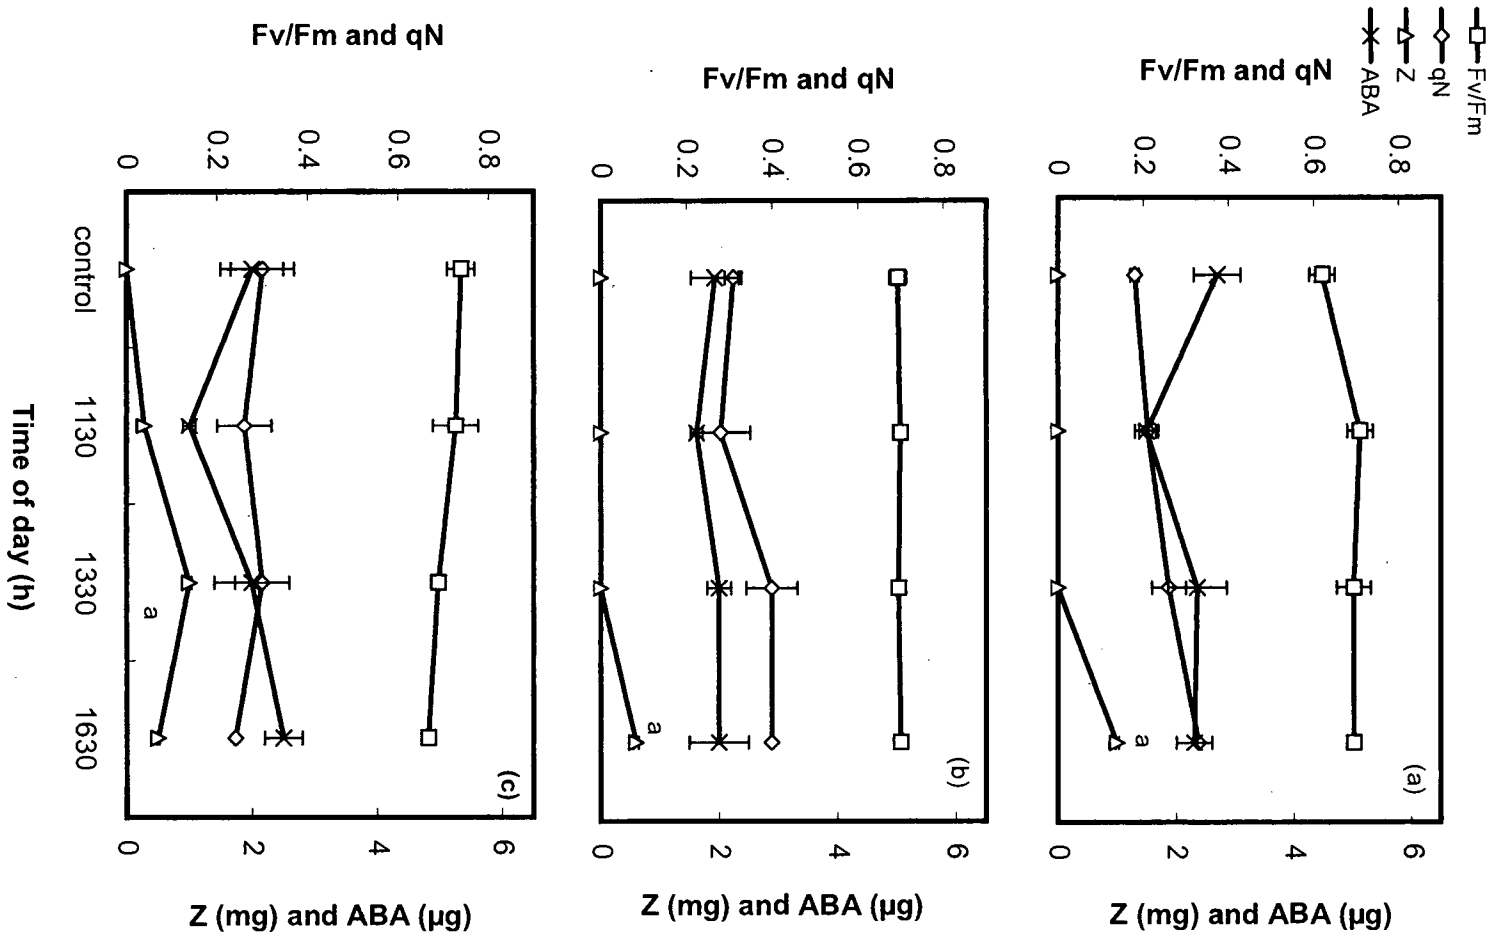 Fv/Fm
qN
Z
ABA
Fv/Fm and qN
0 0.2 0.4 0.6 0.8
(a)
a
0 2 4 6
Z (mg) and ABA (µg)
Fv/Fm and qN
0 0.2 0.4 0.6 0.8
(b)
a
0 2 4 6
Z (mg) and ABA (µg)
Fv/Fm and qN
0 0.2 0.4 0.6 0.8
(c)
a
0 2 4 6
Z (mg) and ABA (µg)
control 1130 1330 1630
Time of day (h)